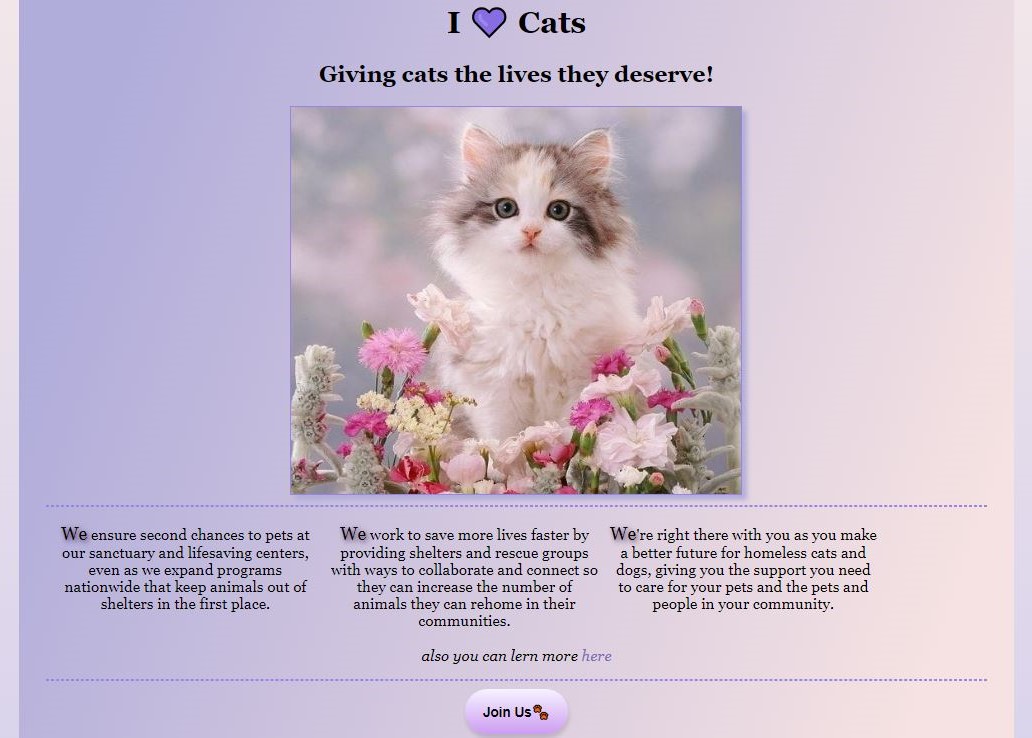 I 💜 Cats
Giving cats the lives they deserve!
We ensure second chances to pets at
our sanctuary and lifesaving centers,
even as we expand programs
nationwide that keep animals out of
shelters in the first place.
We work to save more lives faster by
providing shelters and rescue groups
with ways to collaborate and connect so
they can increase the number of
animals they can rehome in their
communities.
We're right there with you as you make
a better future for homeless cats and
dogs, giving you the support you need
to care for your pets and the pets and
people in your community.
also you can lern more here
Join Us🐾